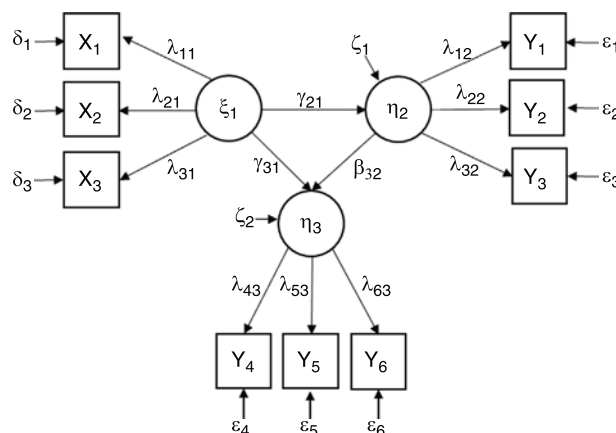 δ1 X1 λ11 ζ1 λ12 Y1 ε1
δ2 X2 λ21 ξ1 γ21 η2 λ22 Y2 ε2
δ3 X3 λ31 γ31 β32 λ32 Y3 ε3
ζ2 η3
λ43 λ53 λ63
Y4 Y5 Y6
ε4 ε5 ε6